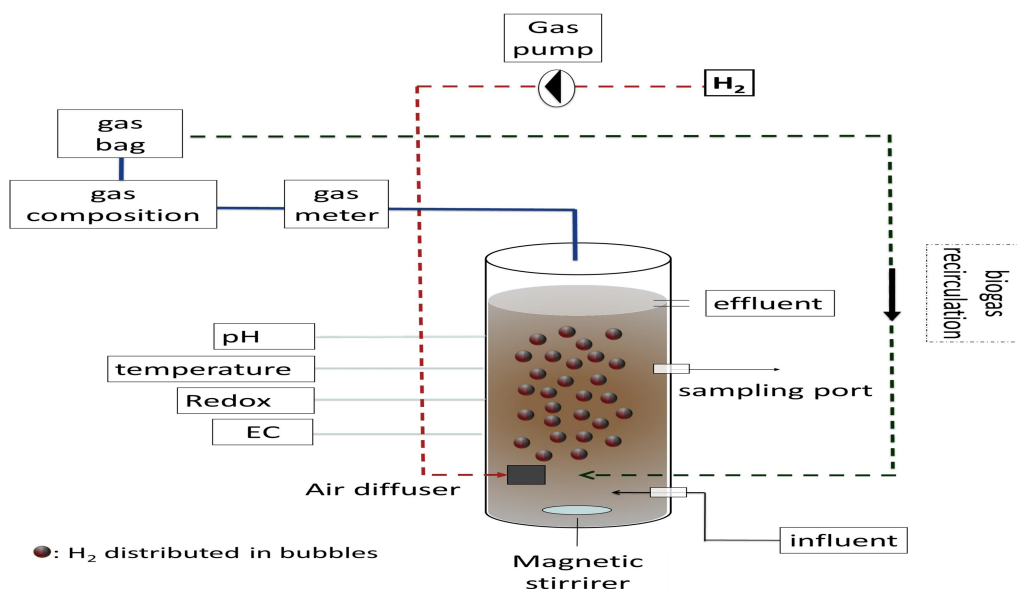 Gas
pump
H₂
gas
bag
gas
composition
gas
meter
biogas
recirculation
effluent
pH
temperature
sampling port
Redox
EC
Air diffuser
influent
: H₂ distributed in bubbles
Magnetic
stirrirer